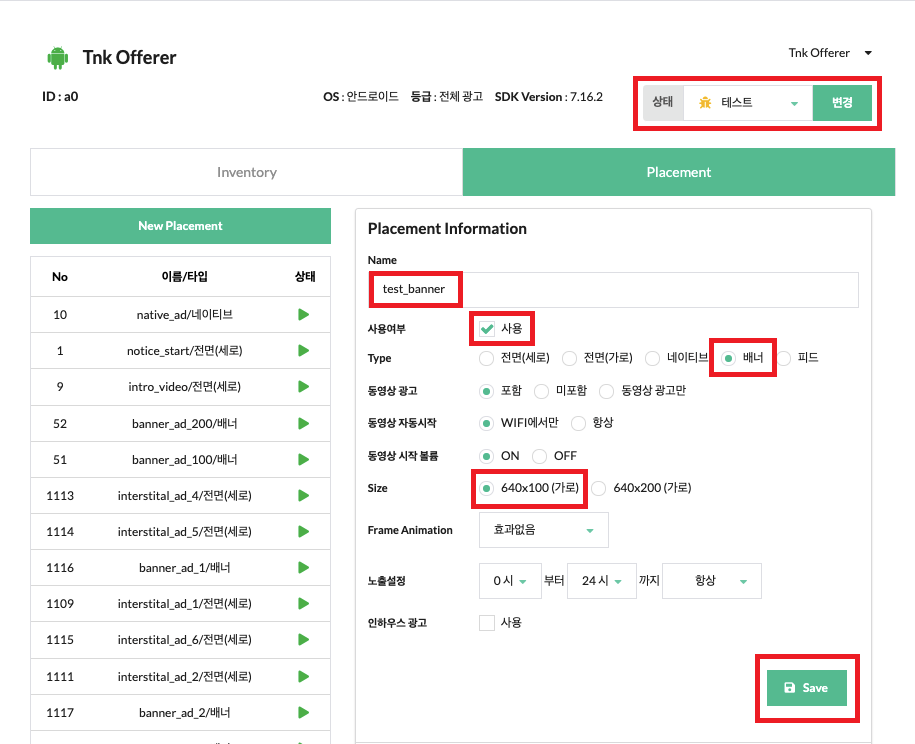 Tnk Offerer
Tnk Offerer
ID : a0
OS : 안드로이드 등급 : 전체 광고 SDK Version : 7.16.2
상태 테스트 변경
Inventory Placement
New Placement
No 이름/타입 상태
10 native_ad/네이티브
1 notice_start/전면(세로)
9 intro_video/전면(세로)
52 banner_ad_200/배너
51 banner_ad_100/배너
1113 interstital_ad_4/전면(세로)
1114 interstital_ad_5/전면(세로)
1116 banner_ad_1/배너
1109 interstital_ad_1/전면(세로)
1115 interstital_ad_6/전면(세로)
1111 interstital_ad_2/전면(세로)
1117 banner_ad_2/배너
Placement Information
Name
test_banner
사용여부 사용
Type 전면(세로) 전면(가로) 네이티브 배너 피드
동영상 광고 포함 미포함 동영상 광고만
동영상 자동시작 WIFI에서만 항상
동영상 시작 볼륨 ON OFF
Size 640x100 (가로) 640x200 (가로)
Frame Animation 효과없음
노출설정 0 시 부터 24 시 까지 항상
인하우스 광고 사용
Save